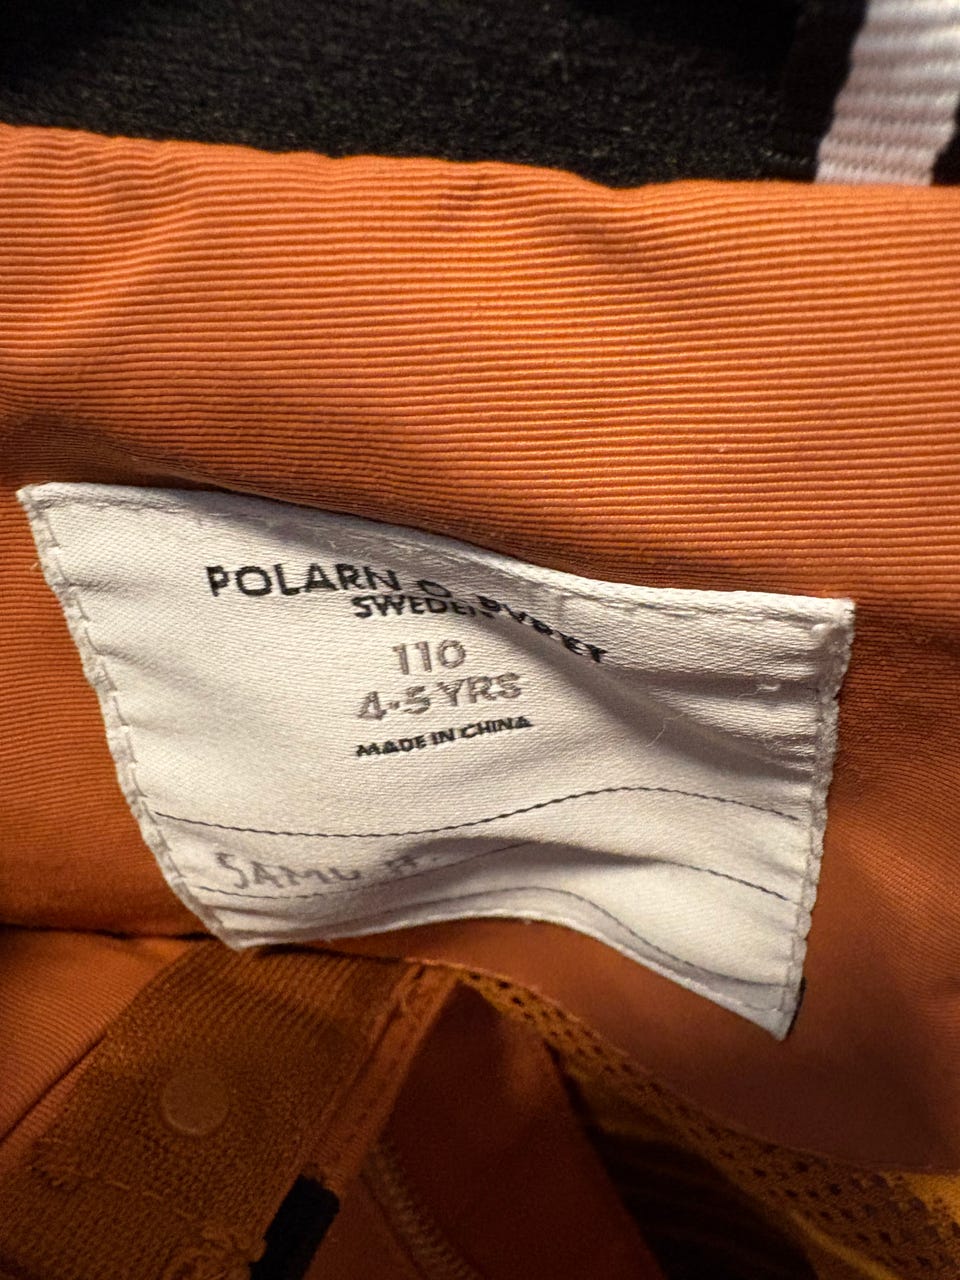 POLARN O. PYRET
SWEDEN
110
4-5 YRS
MADE IN CHINA
SAMU H.